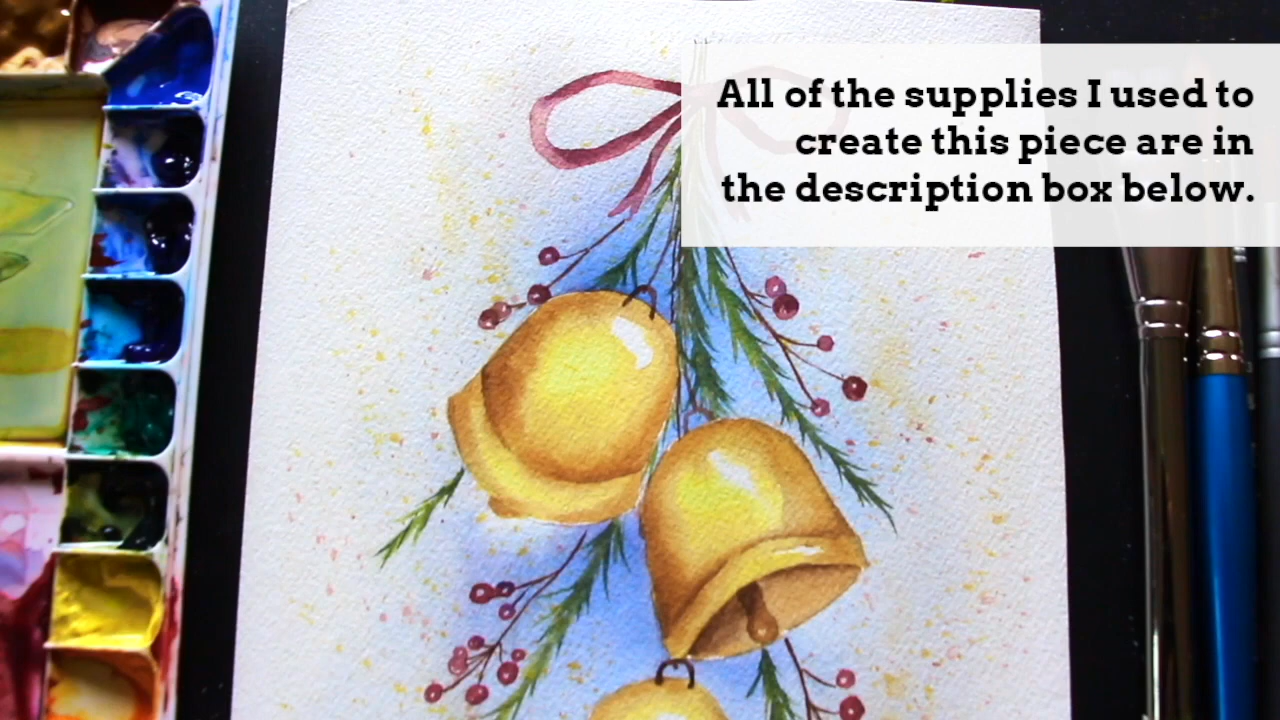 All of the supplies I used to
create this piece are in
the description box below.